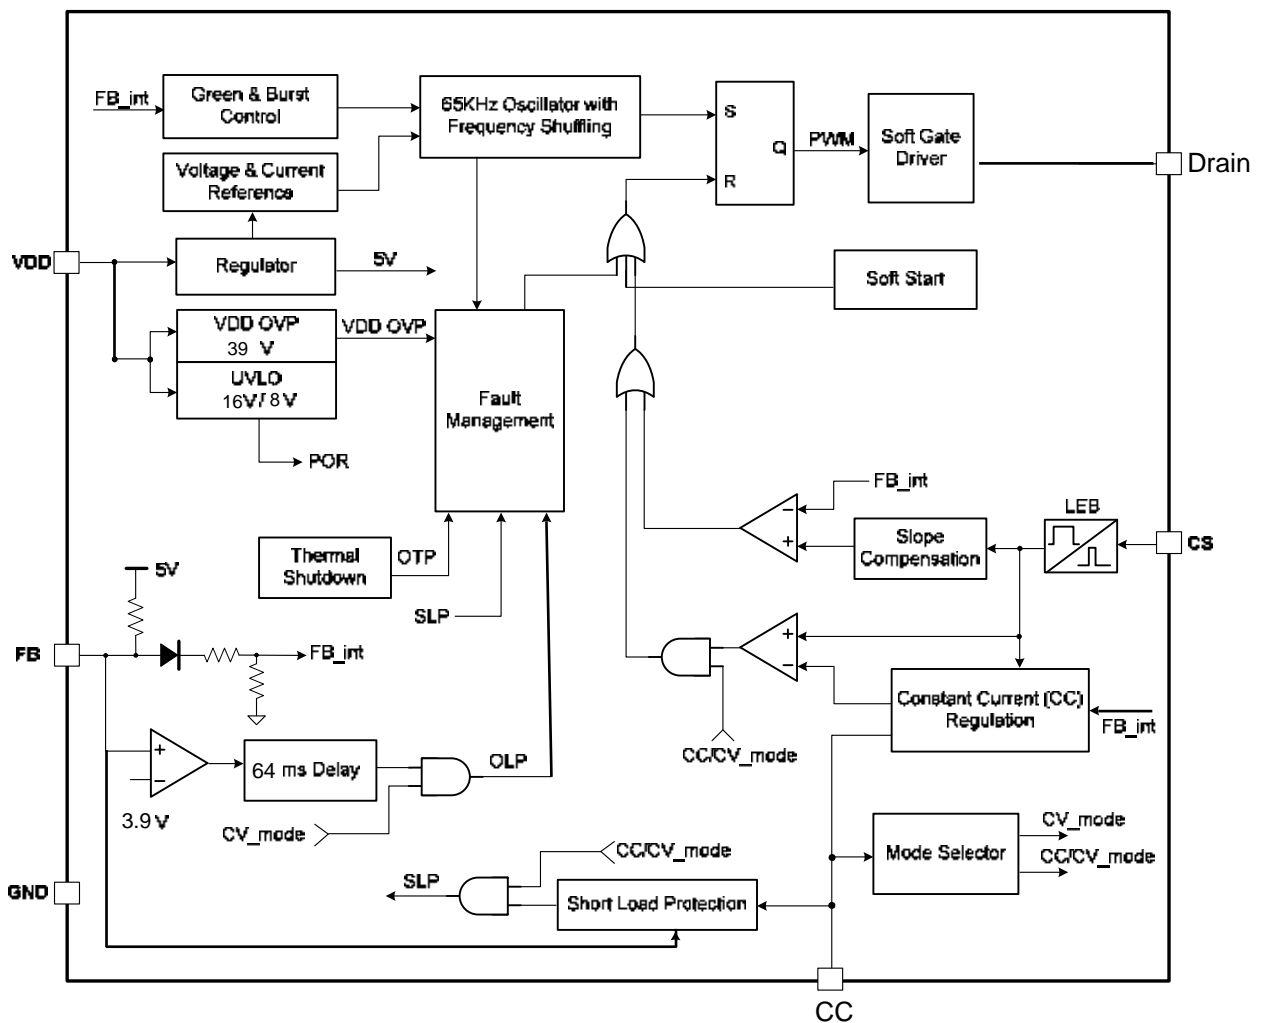 FB_int
Green & Burst
Control
65KHz Oscillator with
Frequency Shuffling
S
Q
R
PWM
Soft Gate
Driver
Drain
Voltage & Current
Reference
VDD
Regulator
5V
Soft Start
VDD OVP
39 V
VDD OVP
UVLO
16V/8V
POR
Fault
Management
FB_int
LEB
CS
Slope
Compensation
Thermal
Shutdown
OTP
SLP
5V
FB
FB_int
+
−
+
−
Constant Current (CC)
Regulation
FB_int
CC/CV_mode
+
−
3.9 V
64 ms Delay
OLP
CV_mode
Mode Selector
CV_mode
CC/CV_mode
CC/CV_mode
SLP
Short Load Protection
GND
CC